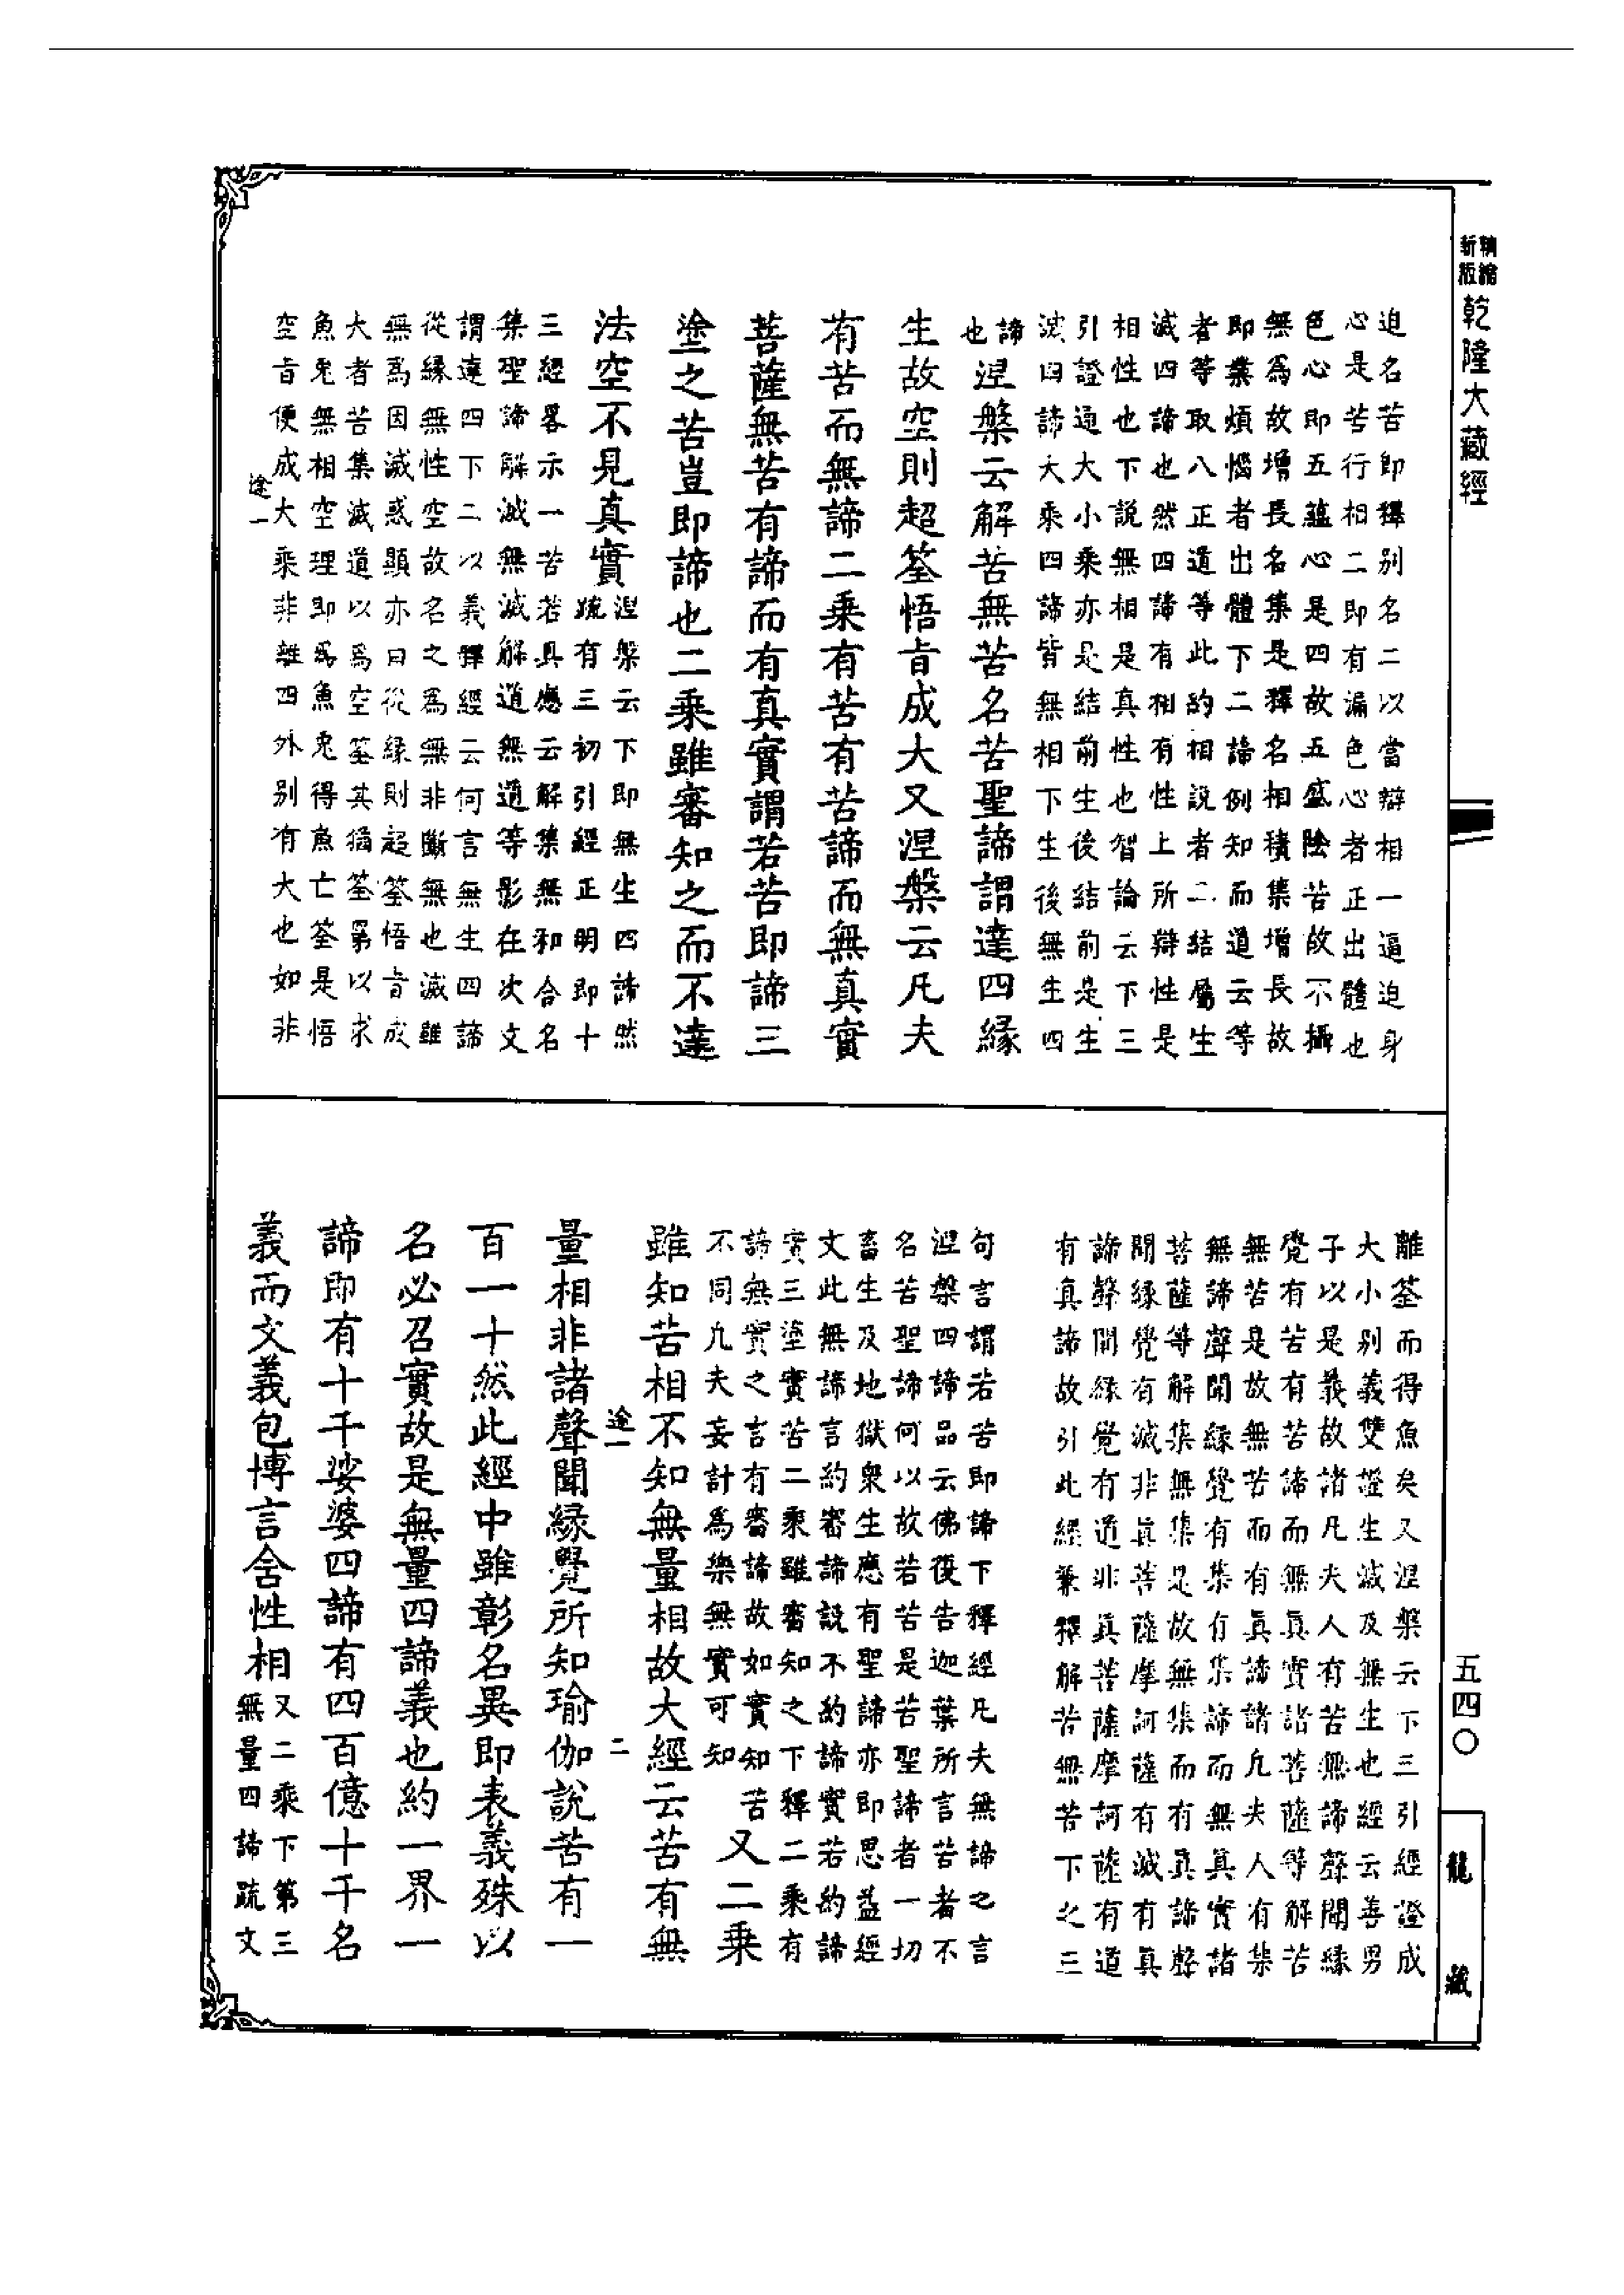 新版
精縮
乾隆大藏經
迫名苦即釋别名二以當辯相一逼迫身
心是苦行相二即有漏色心者正出體也
色心即五蘊心是四故五盛陰苦故不攝
無為故增長名集是釋名相積集增長故
即業煩惱者出體下二諦例知而道云等
者等取八正道等此約相説者二結屬生
滅四諦也然四諦有相有性上所辯性是
相性也下説無相是真性也智論云下三
引證通大小乘亦是結前生後結前是生
滅四諦大乘四諦皆無相下生後無生四
諦
也
涅槃云解苦無苦名苦聖諦謂達四緣
生故空則超筌悟㫖成大又涅槃云凡夫
有苦而無諦二乗有苦有苦諦而無真實
菩薩無苦有諦而有真實謂若苦即諦三
塗之苦豈即諦也二乘雖審知之而不達
法空不見真實
涅槃云下即無生四諦然
疏有三初引經正明即十
三經畧示一苦若具應云解集無和合名
集聖諦解滅無滅解道無道等影在次文
謂達四下二以義釋經云何言無生四諦
從緣無性空故名之為無非斷無也滅雖
無爲因滅惑顯亦曰從緣則超筌悟㫖成
大者苦集滅道以爲空筌其猶筌罤以求
魚兎無相空理即爲魚兎得魚亡筌是悟
空㫖便成大乘非離四外别有大也如非
途一
離筌而得魚矣又涅槃云下三引經證成
大小别義雙證生滅及無生也經云善男
子以是義故諸凡夫人有苦無諦聲聞緣
覺有苦有苦諦而無真實諸菩薩等解苦
無苦是故無苦而有真諦諸凡夫人有集
無諦聲聞緣覺有集有集諦而無真實諸
菩薩等解集無集是故無集而有真諦聲
聞緣覺有滅非真菩薩摩訶薩有滅有真
諦聲聞緣覺有道非真菩薩摩訶薩有道
有真諦故引此經兼釋解苦無苦下之三
句言謂若苦即諦下釋經凡夫無諦之言
涅槃四諦品云佛復告迦葉所言苦者不
名苦聖諦何以故若苦是苦聖諦者一切
畜生及地獄衆生應有聖諦亦即思益經
文此無諦言約審諦説不約諦實若約諦
實三塗實苦二乘雖審知之下釋二乘有
諦無實之言有審諦故如實知苦
不同凡夫妄計爲樂無實可知
又二乗
雖知苦相不知無量相故大經云苦有無
途一
二
量相非諸聲聞緣覺所知瑜伽説苦有一
百一十然此經中雖彰名異即表義殊以
名必召實故是無量四諦義也約一界一
諦即有十千娑婆四諦有四百億十千名
義而文義包博言含性相
又二乘下第三
無量四諦疏文
五四〇
龍藏